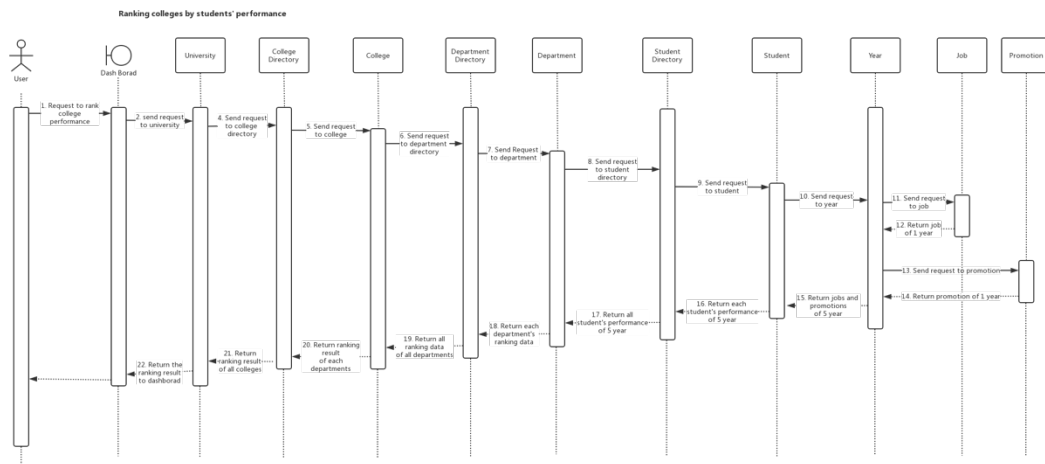 Ranking colleges by students' performance
User
Dash Borad
University
College
Directory
College
Department
Directory
Department
Student
Directory
Student
Year
Job
Promotion
1. Request to rank
college
performance
2. send request
to university
4. Send request
to college
directory
5. Send request
to college
6. Send request
to department
directory
7. Send Request
to department
8. Send request
to student
directory
9. Send request
to student
10. Send request
to year
11. Send request
to job
12. Return job
of 1 year
13. Send request to promotion
14. Return promotion of 1 year
15. Return jobs and
promotions
of 5 year
16. Return each
student's performance
of 5 year
17. Return all
student's performance
of 5 year
18. Return each
department's
ranking data
19. Return all
ranking data
of all departments
20. Return ranking
result
of each
departments
21. Return
ranking result
of all colleges
22. Return the
ranking result
to dashborad